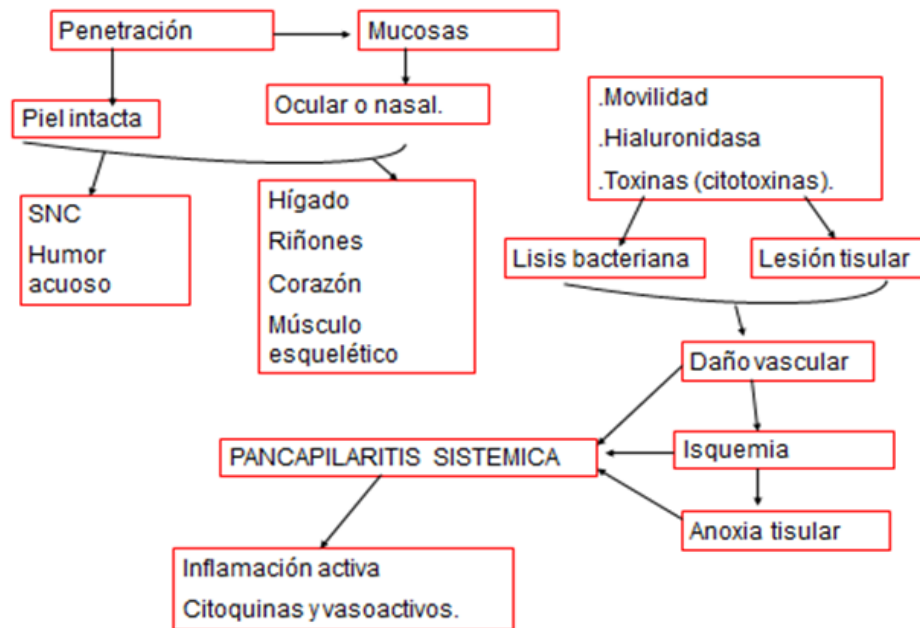 Penetración
Mucosas
Piel intacta
Ocular o nasal.
.Movilidad
.Hialuronidasa
.Toxinas (citotoxinas).
SNC
Humor
acuoso
Hígado
Riñones
Corazón
Músculo
esquelético
Lisis bacteriana
Lesión tisular
Daño vascular
PANCAPILARITIS SISTEMICA
Isquemia
Anoxia tisular
Inflamación activa
Citoquinas y vasoactivos.